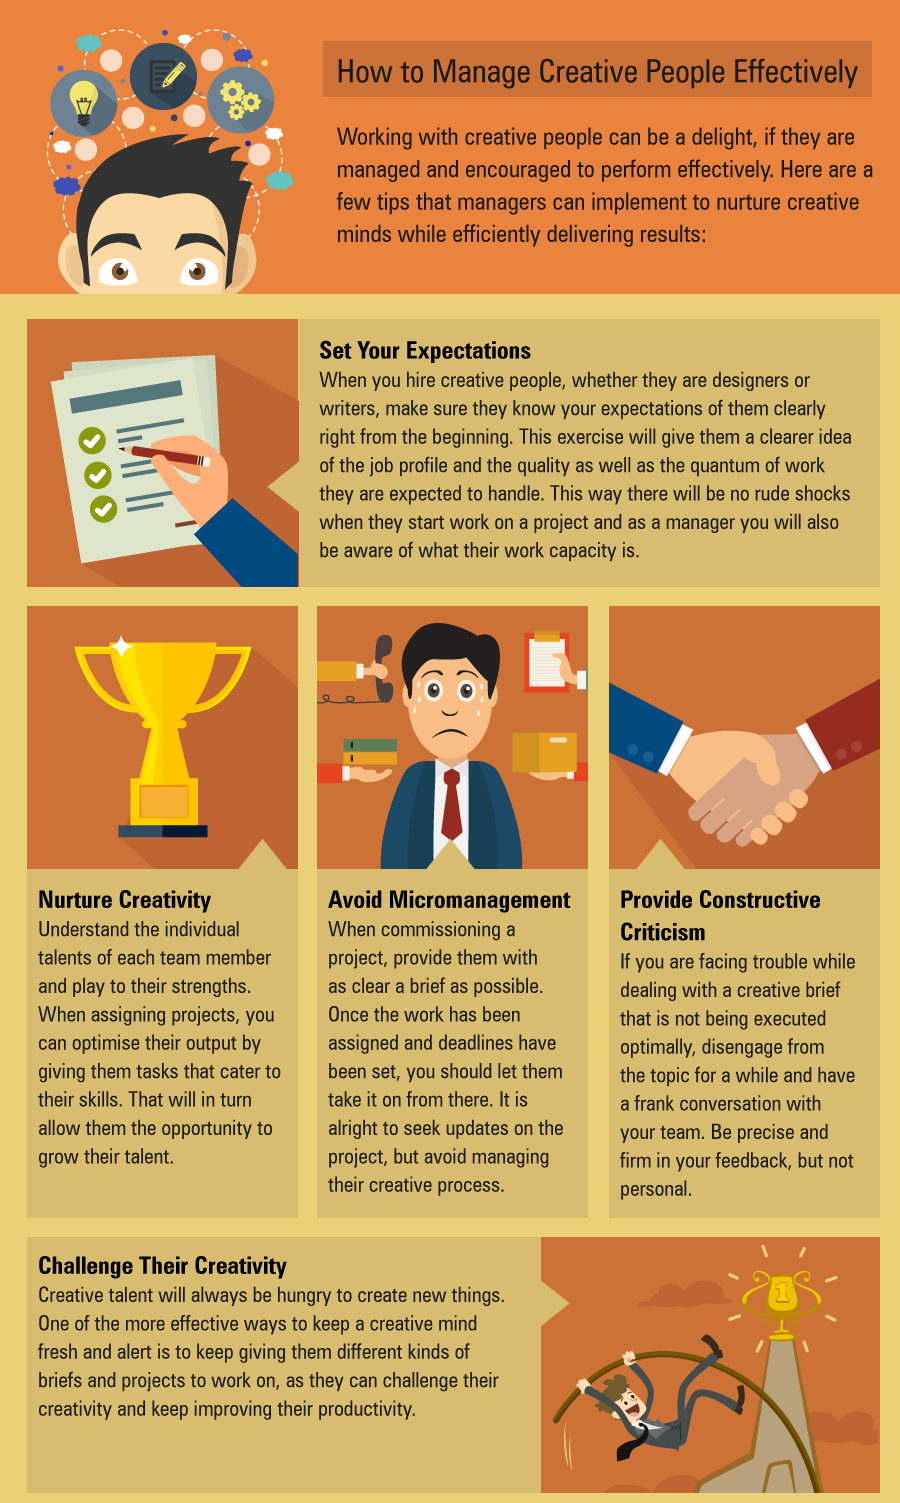 How to Manage Creative People Effectively
Working with creative people can be a delight, if they are
managed and encouraged to perform effectively. Here are a
few tips that managers can implement to nurture creative
minds while efficiently delivering results:
Set Your Expectations
When you hire creative people, whether they are designers or
writers, make sure they know your expectations of them clearly
right from the beginning. This exercise will give them a clearer idea
of the job profile and the quality as well as the quantum of work
they are expected to handle. This way there will be no rude shocks
when they start work on a project and as a manager you will also
be aware of what their work capacity is.
Nurture Creativity
Understand the individual
talents of each team member
and play to their strengths.
When assigning projects, you
can optimise their output by
giving them tasks that cater to
their skills. That will in turn
allow them the opportunity to
grow their talent.
Avoid Micromanagement
When commissioning a
project, provide them with
as clear a brief as possible.
Once the work has been
assigned and deadlines have
been set, you should let them
take it on from there. It is
alright to seek updates on the
project, but avoid managing
their creative process.
Provide Constructive
Criticism
If you are facing trouble while
dealing with a creative brief
that is not being executed
optimally, disengage from
the topic for a while and have
a frank conversation with
your team. Be precise and
firm in your feedback, but not
personal.
Challenge Their Creativity
Creative talent will always be hungry to create new things.
One of the more effective ways to keep a creative mind
fresh and alert is to keep giving them different kinds of
briefs and projects to work on, as they can challenge their
creativity and keep improving their productivity.
1